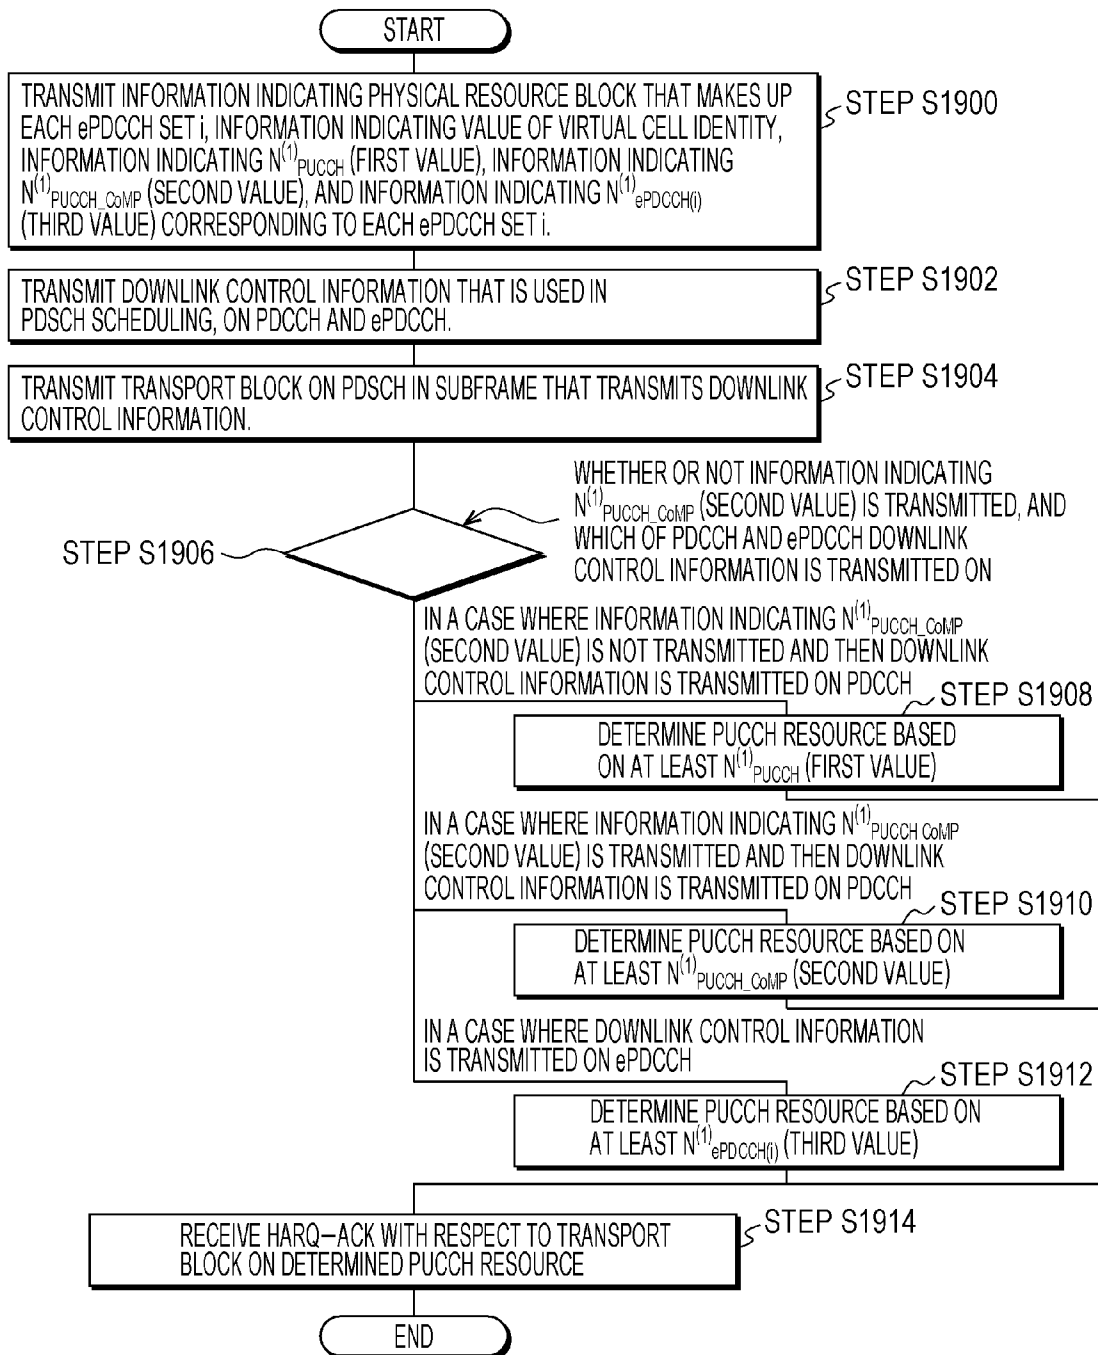 START
TRANSMIT INFORMATION INDICATING PHYSICAL RESOURCE BLOCK THAT MAKES UP
EACH ePDCCH SET i, INFORMATION INDICATING VALUE OF VIRTUAL CELL IDENTITY,
INFORMATION INDICATING N(1)PUCCH (FIRST VALUE), INFORMATION INDICATING
N(1)PUCCH_CoMP (SECOND VALUE), AND INFORMATION INDICATING N(1)ePDCCH(i)
(THIRD VALUE) CORRESPONDING TO EACH ePDCCH SET i.
STEP S1900
TRANSMIT DOWNLINK CONTROL INFORMATION THAT IS USED IN
PDSCH SCHEDULING, ON PDCCH AND ePDCCH.
STEP S1902
TRANSMIT TRANSPORT BLOCK ON PDSCH IN SUBFRAME THAT TRANSMITS DOWNLINK
CONTROL INFORMATION.
STEP S1904
WHETHER OR NOT INFORMATION INDICATING
N(1)PUCCH_CoMP (SECOND VALUE) IS TRANSMITTED, AND
WHICH OF PDCCH AND ePDCCH DOWNLINK
CONTROL INFORMATION IS TRANSMITTED ON
STEP S1906
IN A CASE WHERE INFORMATION INDICATING N(1)PUCCH_CoMP
(SECOND VALUE) IS NOT TRANSMITTED AND THEN DOWNLINK
CONTROL INFORMATION IS TRANSMITTED ON PDCCH
STEP S1908
DETERMINE PUCCH RESOURCE BASED
ON AT LEAST N(1)PUCCH (FIRST VALUE)
IN A CASE WHERE INFORMATION INDICATING N(1)PUCCH CoMP
(SECOND VALUE) IS TRANSMITTED AND THEN DOWNLINK
CONTROL INFORMATION IS TRANSMITTED ON PDCCH
STEP S1910
DETERMINE PUCCH RESOURCE BASED ON
AT LEAST N(1)PUCCH_CoMP (SECOND VALUE)
IN A CASE WHERE DOWNLINK CONTROL INFORMATION
IS TRANSMITTED ON ePDCCH
STEP S1912
DETERMINE PUCCH RESOURCE BASED ON
AT LEAST N(1)ePDCCH(i) (THIRD VALUE)
RECEIVE HARQ-ACK WITH RESPECT TO TRANSPORT
BLOCK ON DETERMINED PUCCH RESOURCE
STEP S1914
END